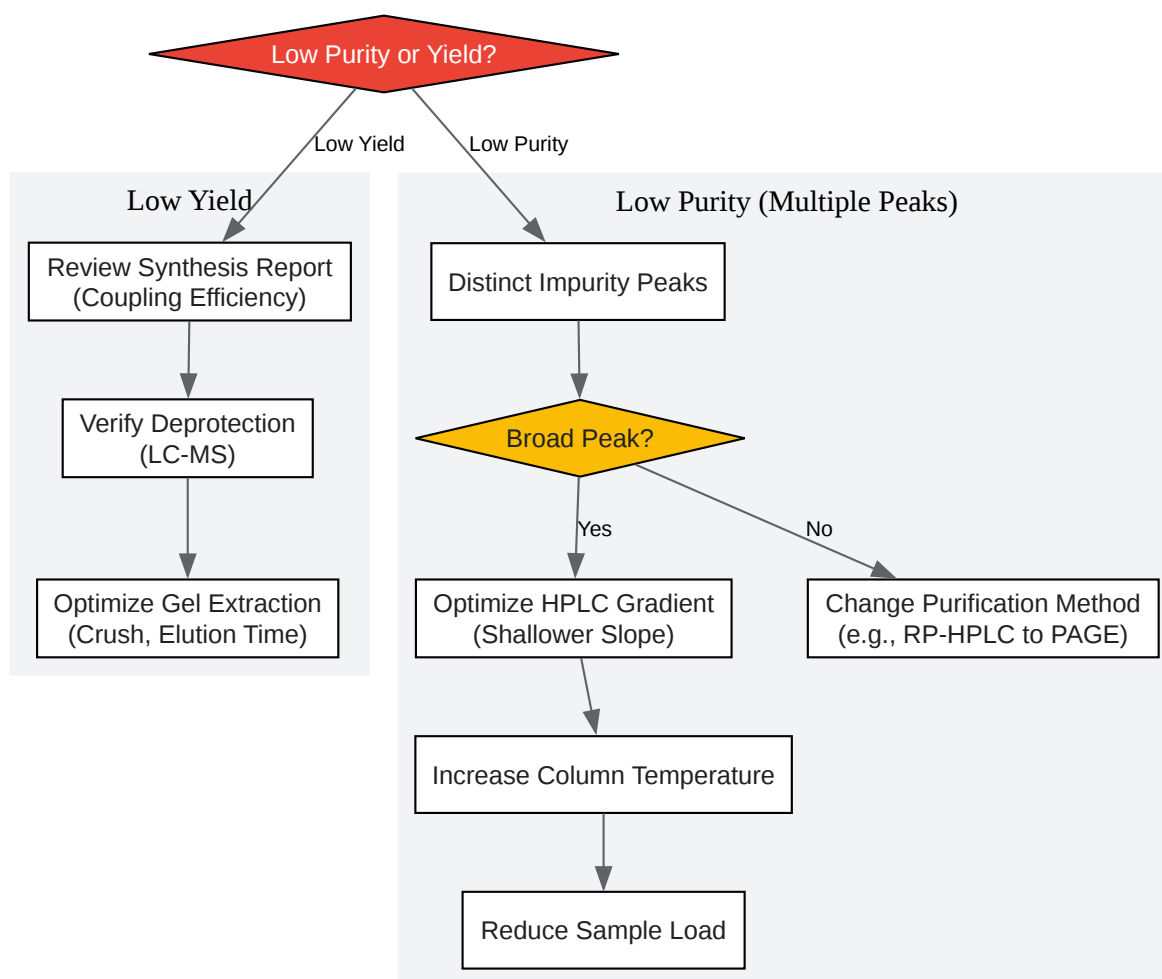 Low Purity or Yield?
Low Yield
Low Purity
Low Yield
Low Purity (Multiple Peaks)
Review Synthesis Report
(Coupling Efficiency)
Distinct Impurity Peaks
Verify Deprotection
(LC-MS)
Broad Peak?
Yes
No
Optimize Gel Extraction
(Crush, Elution Time)
Optimize HPLC Gradient
(Shallower Slope)
Change Purification Method
(e.g., RP-HPLC to PAGE)
Increase Column Temperature
Reduce Sample Load